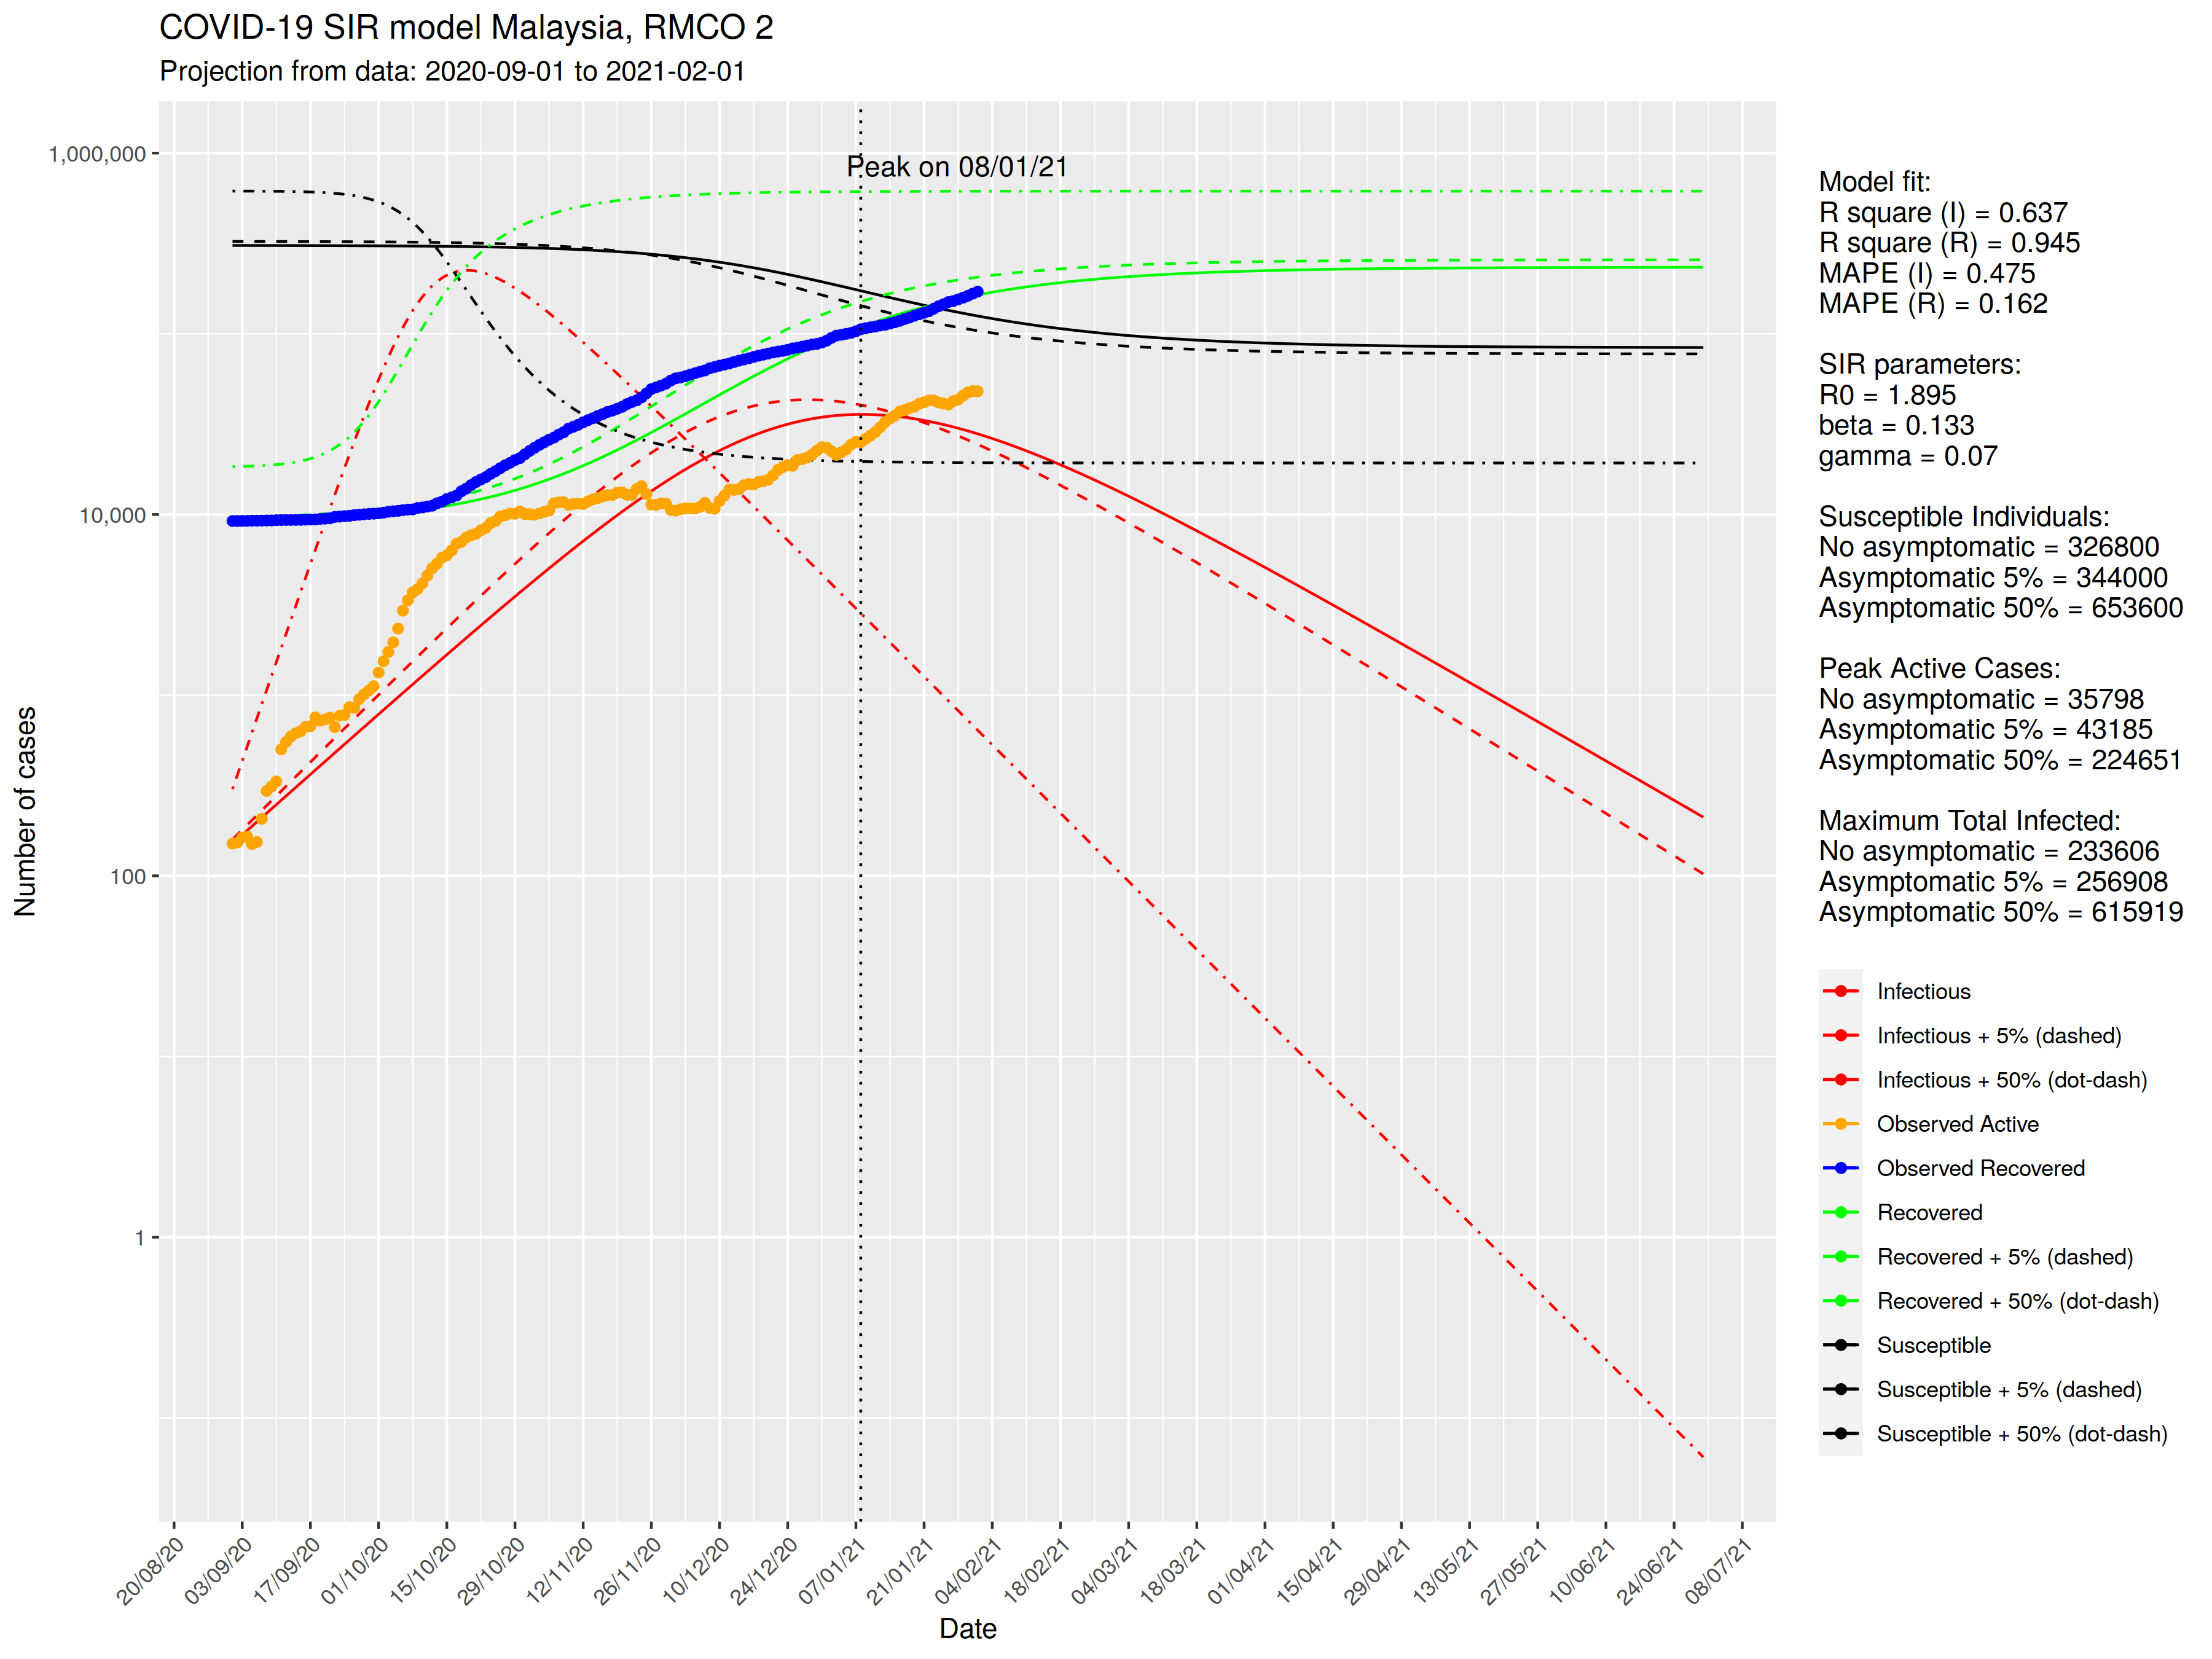 COVID-19 SIR model Malaysia, RMCO 2
Projection from data: 2020-09-01 to 2021-02-01
Number of cases
1,000,000
10,000
100
1
Peak on 08/01/21
20/08/20
03/09/20
17/09/20
01/10/20
15/10/20
29/10/20
12/11/20
26/11/20
10/12/20
24/12/20
07/01/21
21/01/21
04/02/21
18/02/21
04/03/21
18/03/21
01/04/21
15/04/21
29/04/21
13/05/21
27/05/21
10/06/21
24/06/21
08/07/21
Date
Model fit:
R square (I) = 0.637
R square (R) = 0.945
MAPE (I) = 0.475
MAPE (R) = 0.162
SIR parameters:
R0 = 1.895
beta = 0.133
gamma = 0.07
Susceptible Individuals:
No asymptomatic = 326800
Asymptomatic 5% = 344000
Asymptomatic 50% = 653600
Peak Active Cases:
No asymptomatic = 35798
Asymptomatic 5% = 43185
Asymptomatic 50% = 224651
Maximum Total Infected:
No asymptomatic = 233606
Asymptomatic 5% = 256908
Asymptomatic 50% = 615919
Infectious
Infectious + 5% (dashed)
Infectious + 50% (dot-dash)
Observed Active
Observed Recovered
Recovered
Recovered + 5% (dashed)
Recovered + 50% (dot-dash)
Susceptible
Susceptible + 5% (dashed)
Susceptible + 50% (dot-dash)